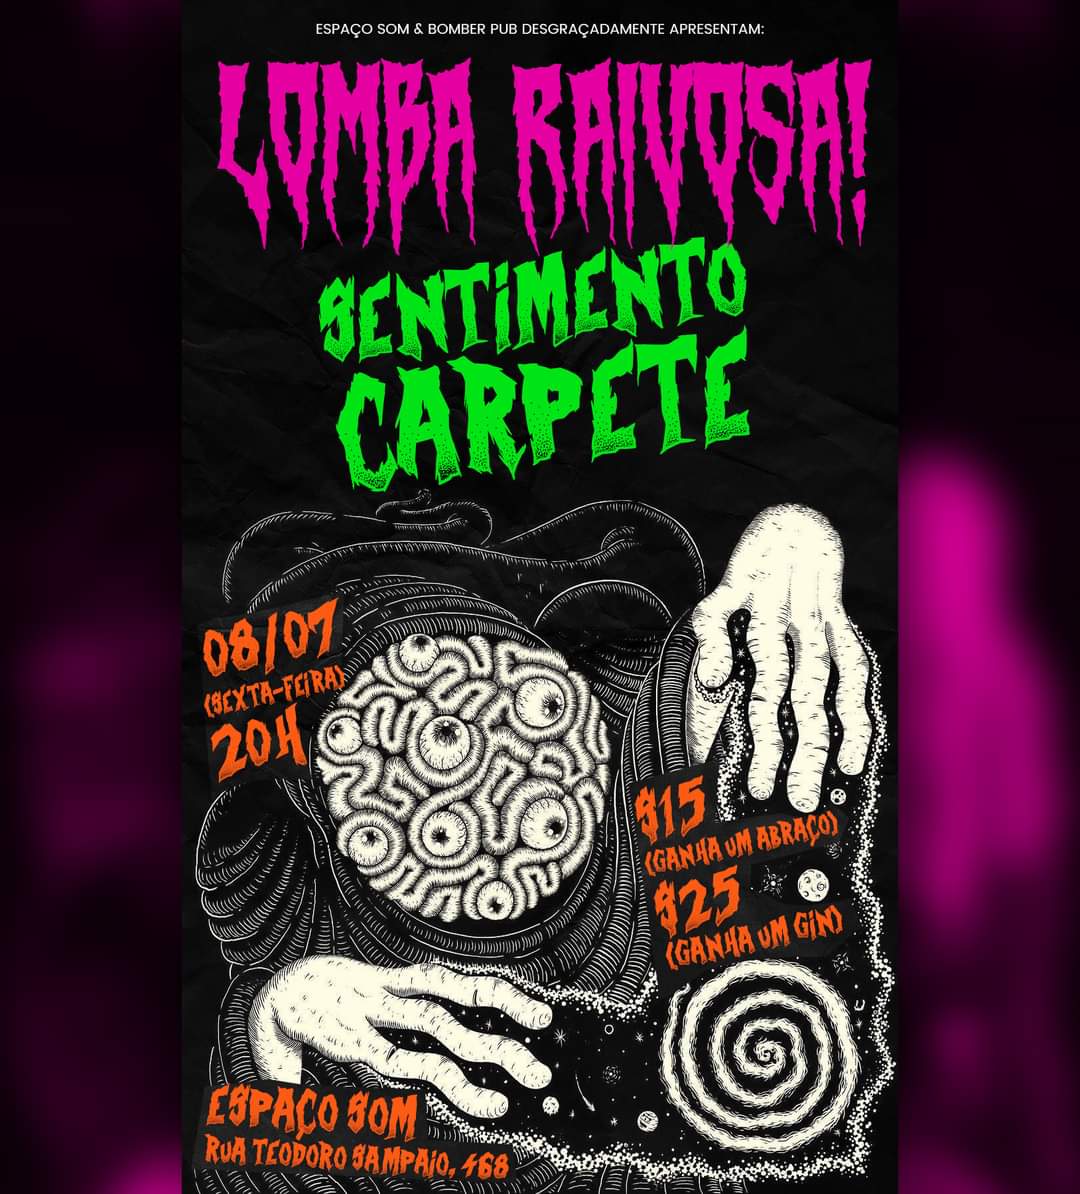 ESPAÇO SOM & BOMBER PUB DESGRAÇADAMENTE APRESENTAM:
LOMBA RAIVOSA!
SENTIMENTO
CARPETE
08/07
(SEXTA-FEIRA)
20H
$15
(GANHA UM ABRAÇO)
$25
(GANHA UM GIN)
ESPAÇO SOM
RUA TEODORO SAMPAIO, 468